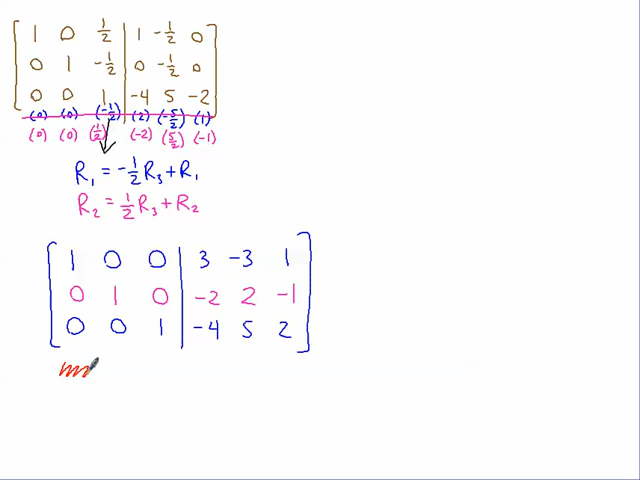 1 0 1/2 | 1 -1/2 0
0 1 -1/2 | 0 -1/2 0
0 0 1 | -4 5 -2
(0) (0) (-1/2) (2) (-5/2) (1)
(0) (0) (1/2) (-2) (5/2) (-1)
R₁ = -1/2 R₃ + R₁
R₂ = 1/2 R₃ + R₂
1 0 0 | 3 -3 1
0 1 0 | -2 2 -1
0 0 1 | -4 5 2